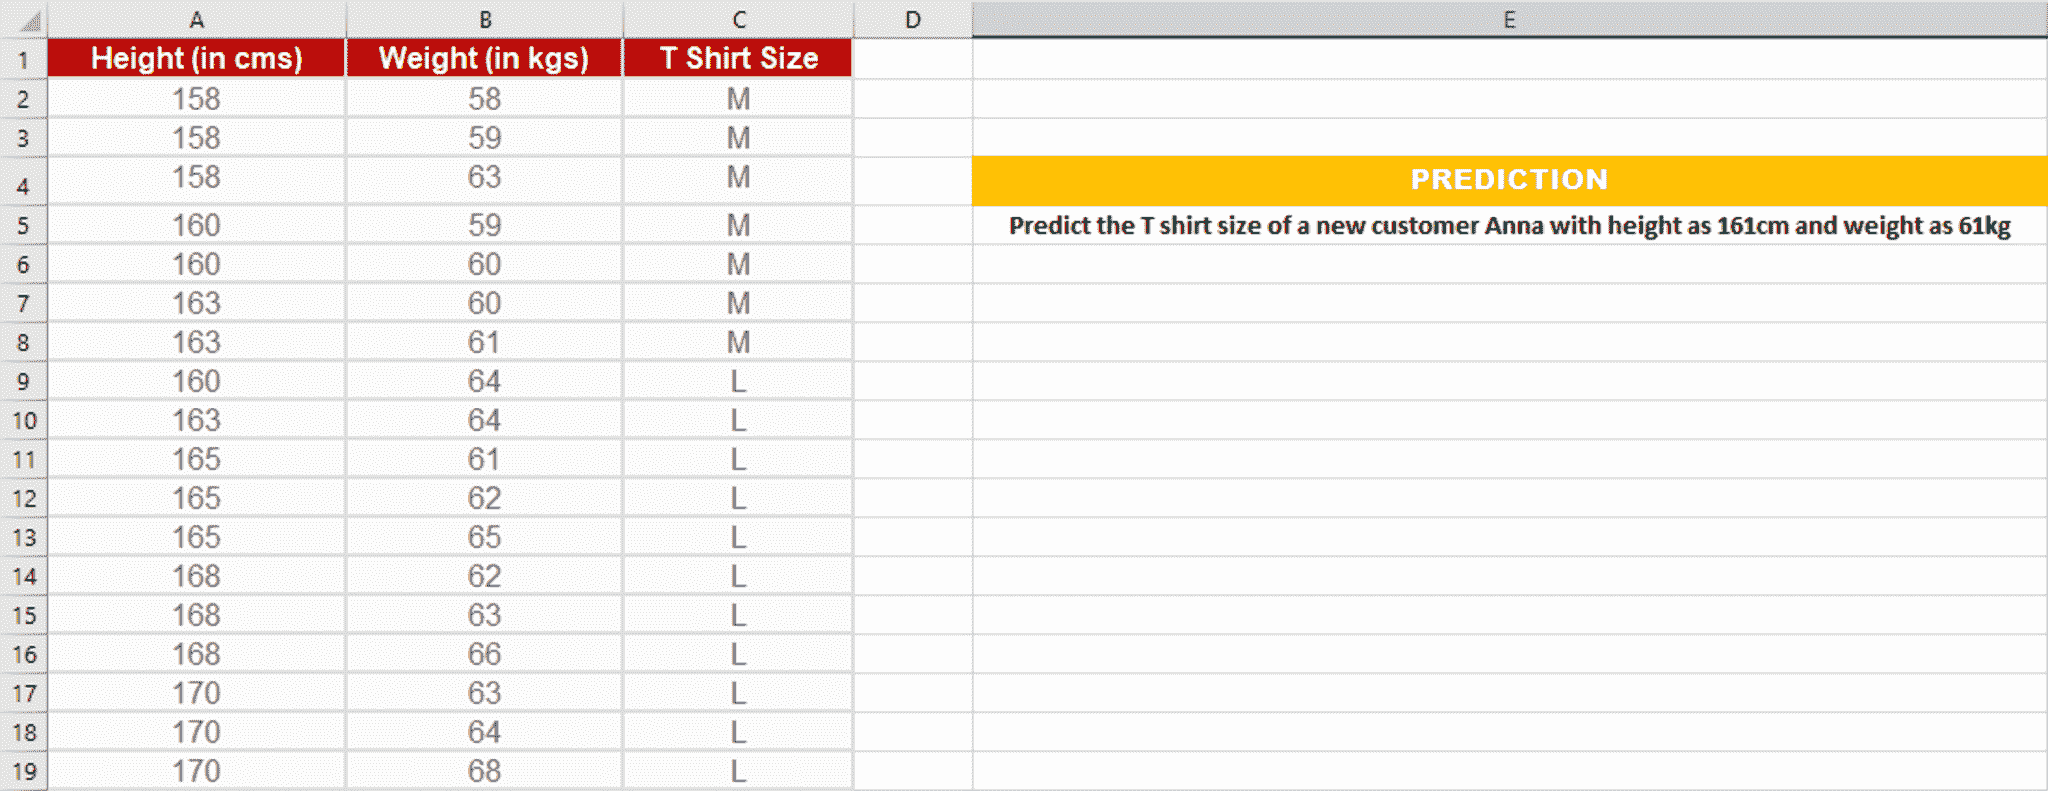 A B C D E
1 Height (in cms) Weight (in kgs) T Shirt Size
2 158 58 M
3 158 59 M
4 158 63 M PREDICTION
5 160 59 M Predict the T shirt size of a new customer Anna with height as 161cm and weight as 61kg
6 160 60 M
7 163 60 M
8 163 61 M
9 160 64 L
10 163 64 L
11 165 61 L
12 165 62 L
13 165 65 L
14 168 62 L
15 168 63 L
16 168 66 L
17 170 63 L
18 170 64 L
19 170 68 L